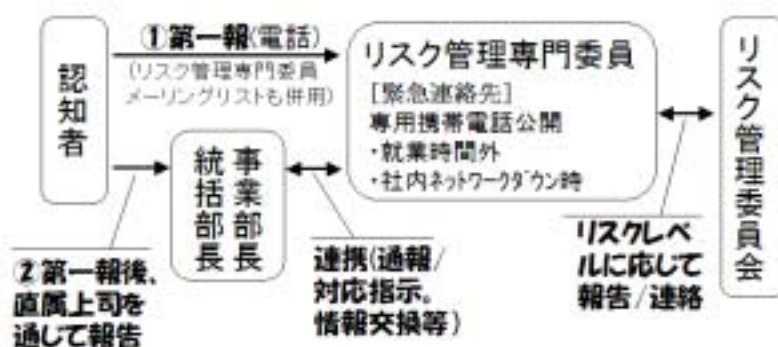 認知者
①第一報(電話)
(リスク管理専門委員
メーリングリストも併用)
リスク管理専門委員
[緊急連絡先]
専用携帯電話公開
・就業時間外
・社内ネットワークダウン時
リスク管理委員会
事業部長
統括部長
②第一報後、
直属上司を
通じて報告
連携(通報/
対応指示。
情報交換等)
リスクレベ
ルに応じて
報告/連絡